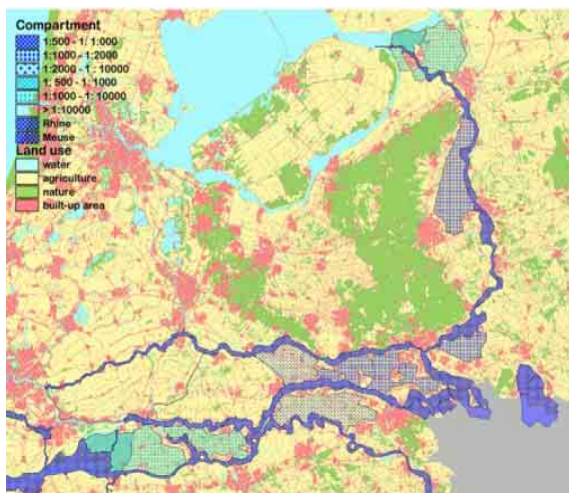 Compartment
1:500 - 1: 1:000
1:1000 - 1:2000
1:2000 - 1 : 10000
1: 500 - 1:1000
1:1000 - 1: 10000
> 1:10000
Rhine
Meuse
Land use
water
agriculture
nature
built-up area